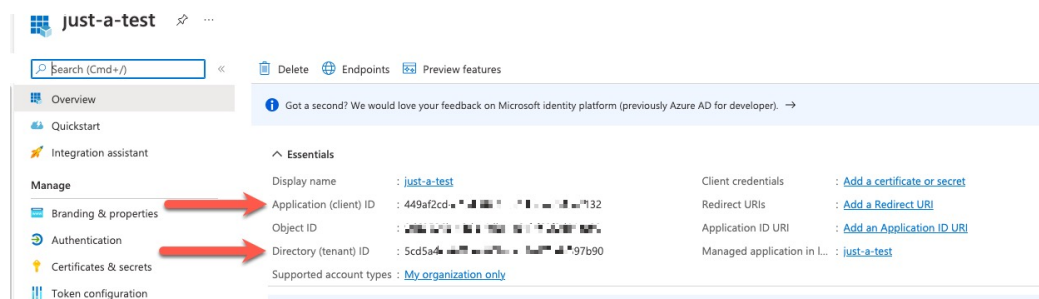 just-a-test
Search (Cmd+/)
«
Overview
Quickstart
Integration assistant
Manage
Branding & properties
Authentication
Certificates & secrets
Token configuration
Delete Endpoints Preview features
Got a second? We would love your feedback on Microsoft identity platform (previously Azure AD for developer). →
Essentials
Display name : just-a-test
Application (client) ID : 449af2cd- 132
Object ID :
Directory (tenant) ID : 5cd5a4 97b90
Supported account types : My organization only
Client credentials : Add a certificate or secret
Redirect URIs : Add a Redirect URI
Application ID URI : Add an Application ID URI
Managed application in l... : just-a-test